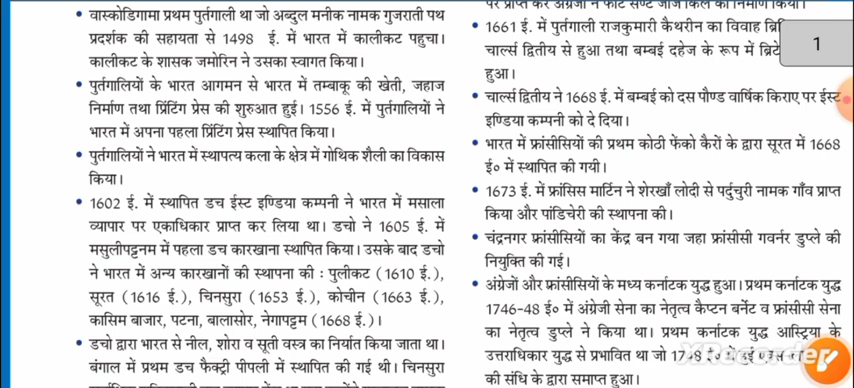 • वास्कोडिगामा प्रथम पुर्तगाली था जो अब्दुल मनीक नामक गुजराती पथ
प्रदर्शक की सहायता से 1498 ई. में भारत में कालीकट पहुचा।
कालीकट के शासक जमोरिन ने उसका स्वागत किया।
• पुर्तगालियों के भारत आगमन से भारत में तम्बाकू की खेती, जहाज
निर्माण तथा प्रिंटिंग प्रेस की शुरुआत हुई। 1556 ई. में पुर्तगालियों ने
भारत में अपना पहला प्रिंटिंग प्रेस स्थापित किया।
• पुर्तगालियों ने भारत में स्थापत्य कला के क्षेत्र में गोथिक शैली का विकास
किया।
• 1602 ई. में स्थापित डच ईस्ट इण्डिया कम्पनी ने भारत में मसाला
व्यापार पर एकाधिकार प्राप्त कर लिया था। डचो ने 1605 ई. में
मसुलीपट्टनम में पहला डच कारखाना स्थापित किया। उसके बाद डचो
ने भारत में अन्य कारखानों की स्थापना की : पुलीकट (1610 ई.),
सूरत (1616 ई.), चिनसुरा (1653 ई.), कोचीन (1663 ई.),
कासिम बाजार, पटना, बालासोर, नेगापट्टम (1668 ई.)।
• डचो द्वारा भारत से नील, शोरा व सूती वस्त्र का निर्यात किया जाता था।
बंगाल में प्रथम डच फैक्ट्री पीपली में स्थापित की गई थी। चिनसुरा
पर प्राप्त कर अंग्रेजों ने फोर्ट सेण्ट जॉर्ज किले का निर्माण किया।
• 1661 ई. में पुर्तगाली राजकुमारी कैथरीन का विवाह
चार्ल्स द्वितीय से हुआ तथा बम्बई दहेज के रूप में
हुआ।
• चार्ल्स द्वितीय ने 1668 ई. में बम्बई को दस पौण्ड वार्षिक किराए पर ईस्ट
इण्डिया कम्पनी को दे दिया।
• भारत में फ्रांसीसियों की प्रथम कोठी फेंको कैरों के द्वारा सूरत में 1668
ई० में स्थापित की गयी।
• 1673 ई. में फ्रांसिस मार्टिन ने शेरखाँ लोदी से पर्दुचुरी नामक गाँव प्राप्त
किया और पांडिचेरी की स्थापना की।
• चंद्रनगर फ्रांसीसियों का केंद्र बन गया जहा फ्रांसीसी गवर्नर डुप्ले की
नियुक्ति की गई।
• अंग्रेजों और फ्रांसीसियों के मध्य कर्नाटक युद्ध हुआ। प्रथम कर्नाटक युद्ध
1746-48 ई० में अंग्रेजी सेना का नेतृत्व कैप्टन बर्नेट व फ्रांसीसी सेना
का नेतृत्व डुप्ले ने किया था। प्रथम कर्नाटक युद्ध आस्ट्रिया के
उत्तराधिकार युद्ध से प्रभावित था जो 1748 ई०
की संधि के द्वारा समाप्त हुआ।
1
XRecorder